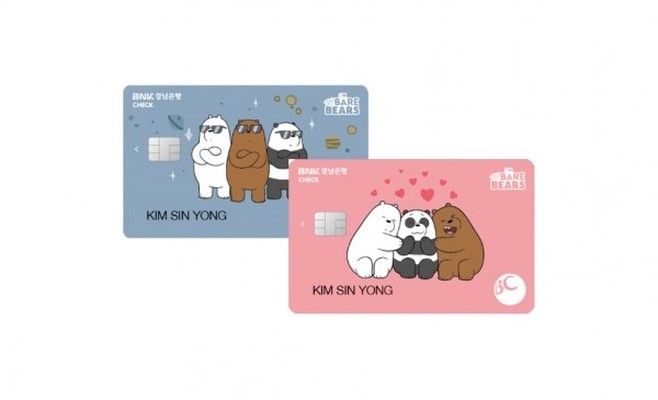 BNK 경남은행
CHECK
WE BARE
BEARS
KIM SIN YONG
BNK 경남은행
CHECK
WE BARE
BEARS
KIM SIN YONG
BC